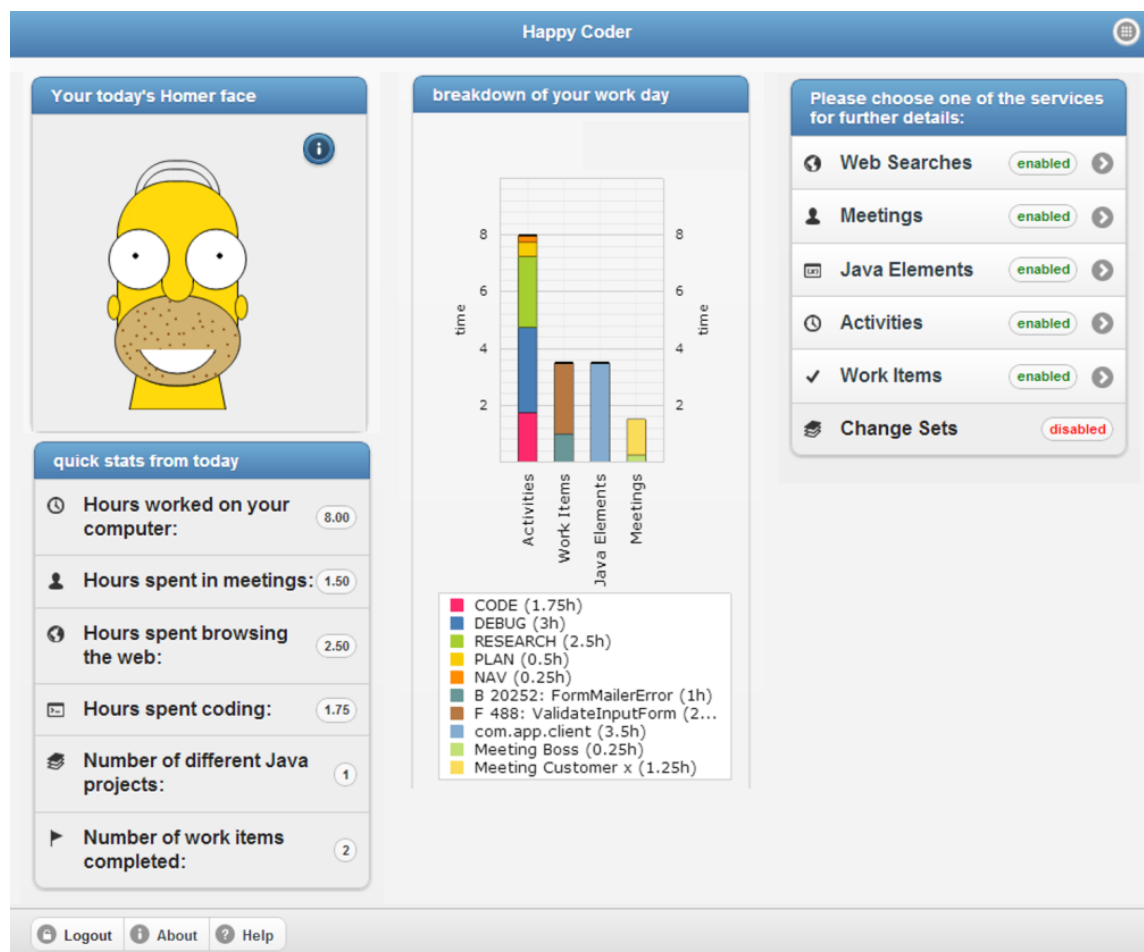 Happy Coder
Your today's Homer face
quick stats from today
Hours worked on your
computer:
8.00
Hours spent in meetings:
1.50
Hours spent browsing
the web:
2.50
Hours spent coding:
1.75
Number of different Java
projects:
1
Number of work items
completed:
2
breakdown of your work day
8
6
4
2
time
8
6
4
2
time
Activities
Work Items
Java Elements
Meetings
CODE (1.75h)
DEBUG (3h)
RESEARCH (2.5h)
PLAN (0.5h)
NAV (0.25h)
B 20252: FormMailerError (1h)
F 488: ValidateInputForm (2...
com.app.client (3.5h)
Meeting Boss (0.25h)
Meeting Customer x (1.25h)
Please choose one of the services
for further details:
Web Searches enabled
Meetings enabled
Java Elements enabled
Activities enabled
Work Items enabled
Change Sets disabled
Logout About Help